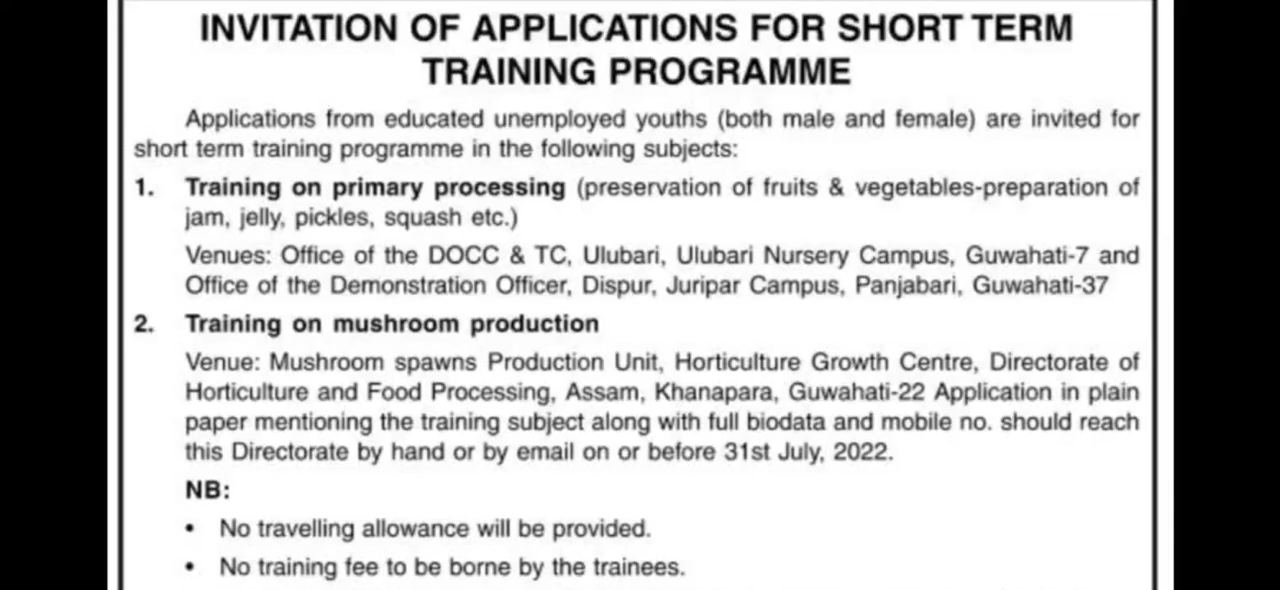 INVITATION OF APPLICATIONS FOR SHORT TERM
TRAINING PROGRAMME
Applications from educated unemployed youths (both male and female) are invited for
short term training programme in the following subjects:
1. Training on primary processing (preservation of fruits & vegetables-preparation of
jam, jelly, pickles, squash etc.)
Venues: Office of the DOCC & TC, Ulubari, Ulubari Nursery Campus, Guwahati-7 and
Office of the Demonstration Officer, Dispur, Juripar Campus, Panjabari, Guwahati-37
2. Training on mushroom production
Venue: Mushroom spawns Production Unit, Horticulture Growth Centre, Directorate of
Horticulture and Food Processing, Assam, Khanapara, Guwahati-22 Application in plain
paper mentioning the training subject along with full biodata and mobile no. should reach
this Directorate by hand or by email on or before 31st July, 2022.
NB:
• No travelling allowance will be provided.
• No training fee to be borne by the trainees.